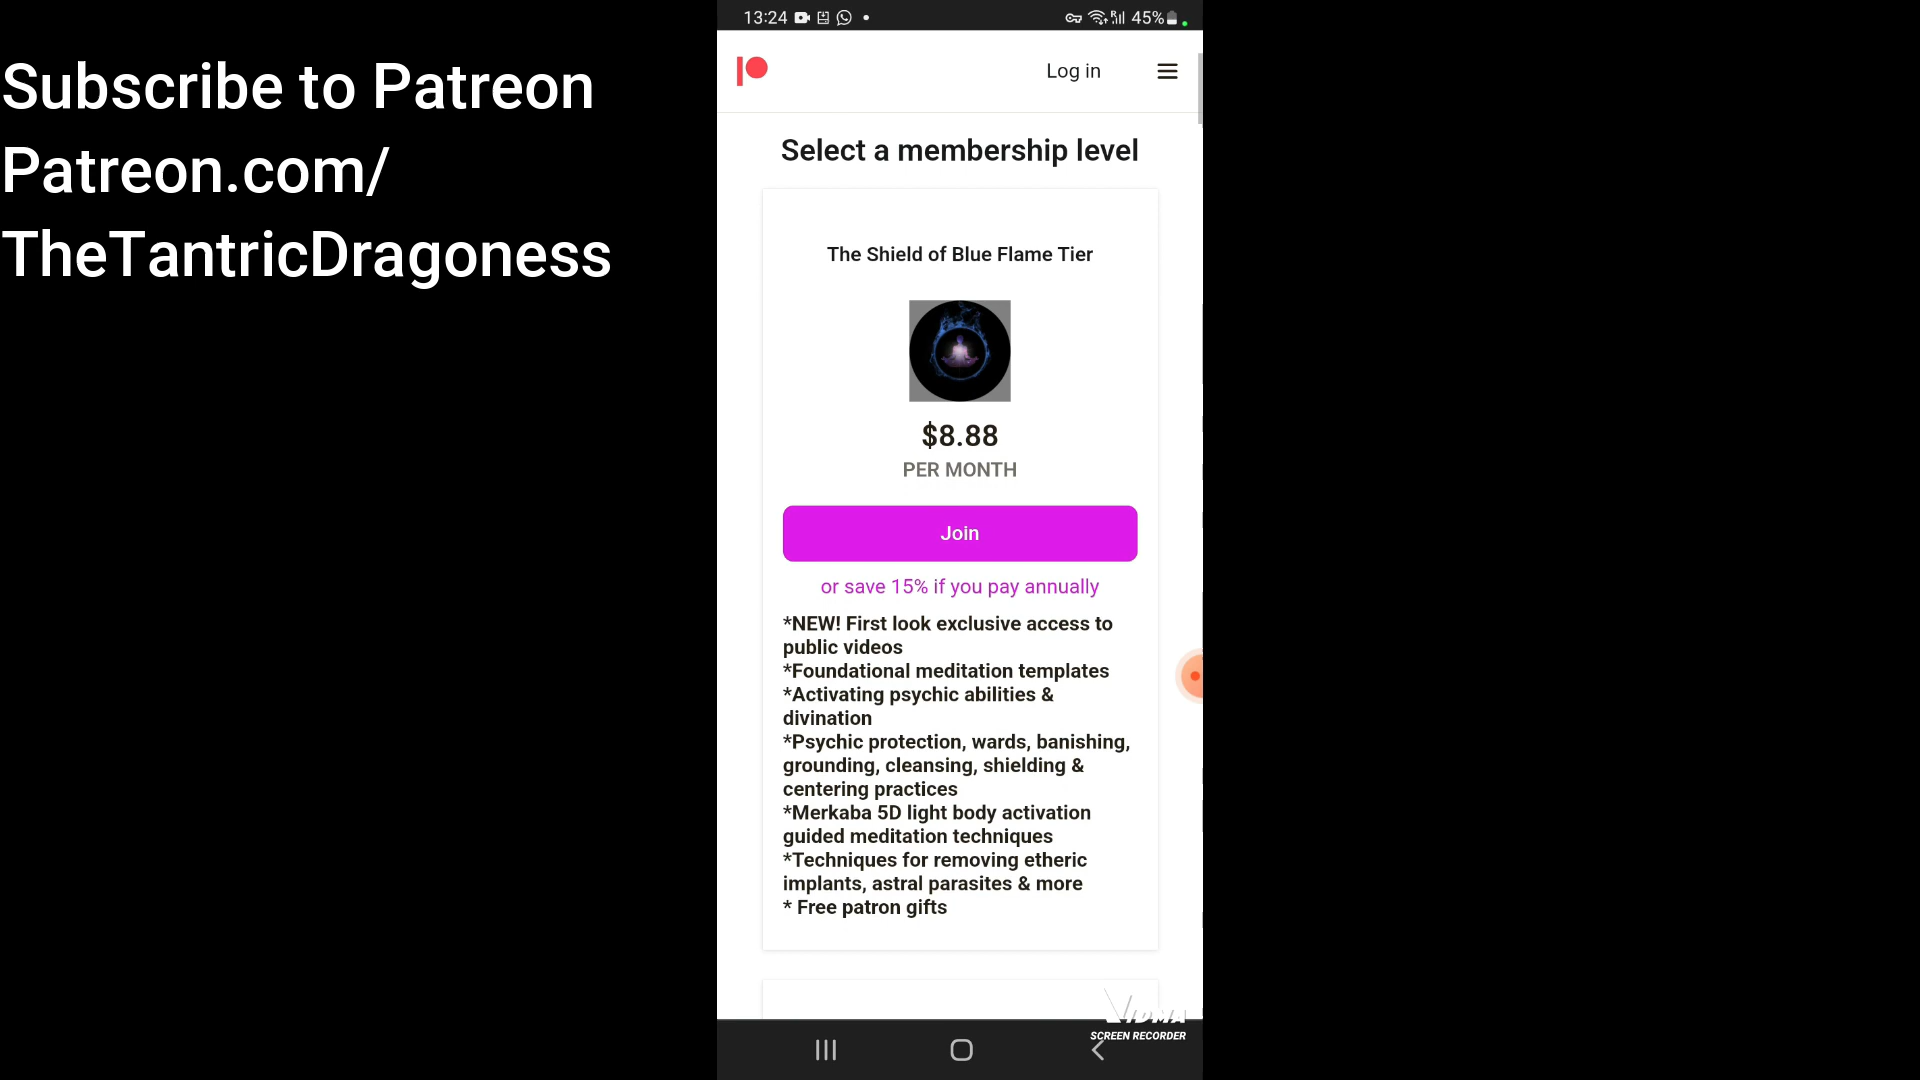 Subscribe to Patreon
Patreon.com/
TheTantricDragoness
13:24
45%
Log in
Select a membership level
The Shield of Blue Flame Tier
$8.88
PER MONTH
Join
or save 15% if you pay annually
*NEW! First look exclusive access to
public videos
*Foundational meditation templates
*Activating psychic abilities &
divination
*Psychic protection, wards, banishing,
grounding, cleansing, shielding &
centering practices
*Merkaba 5D light body activation
guided meditation techniques
*Techniques for removing etheric
implants, astral parasites & more
* Free patron gifts
VIDMA
SCREEN RECORDER